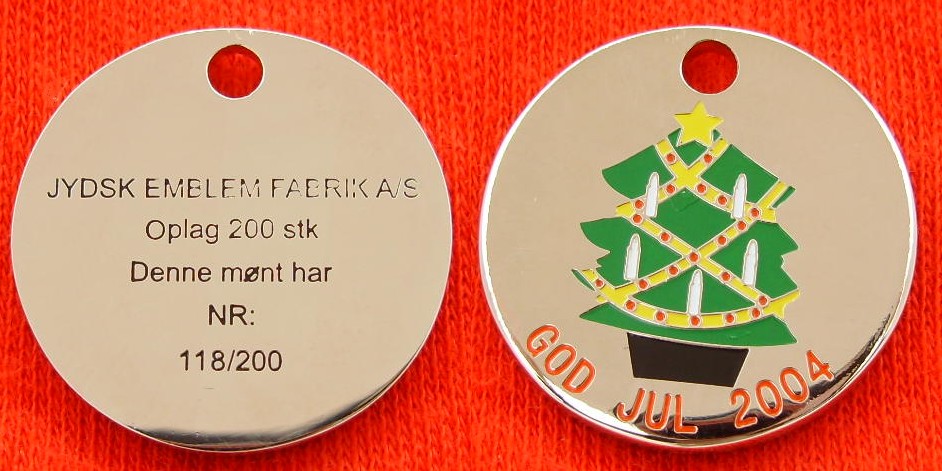 JYDSK EMBLEM FABRIK A/S
Oplag 200 stk
Denne mønt har
NR:
118/200
GOD JUL 2004